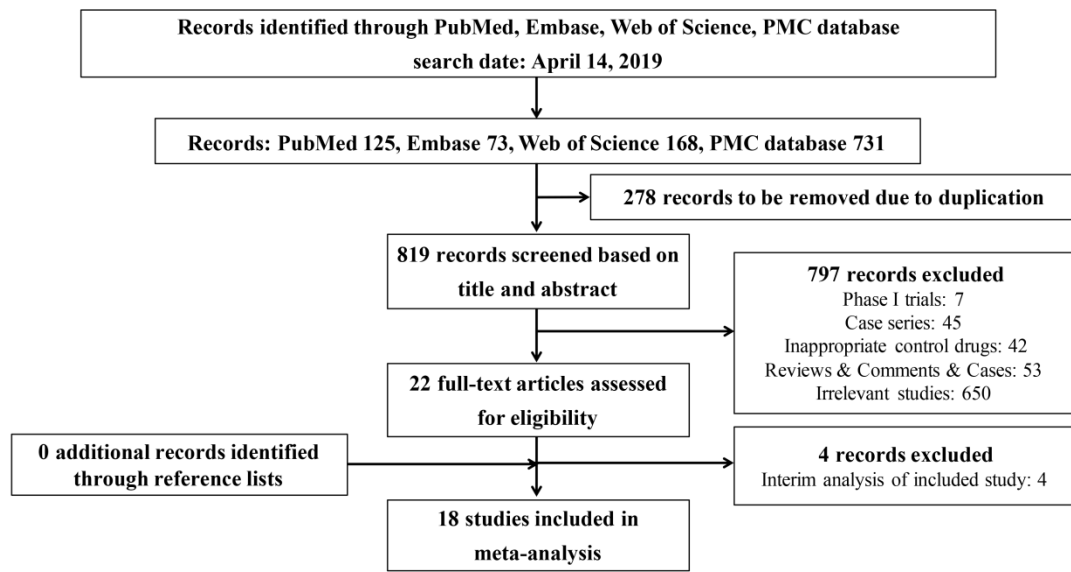 Records identified through PubMed, Embase, Web of Science, PMC database
search date: April 14, 2019
Records: PubMed 125, Embase 73, Web of Science 168, PMC database 731
278 records to be removed due to duplication
819 records screened based on
title and abstract
797 records excluded
Phase I trials: 7
Case series: 45
Inappropriate control drugs: 42
Reviews & Comments & Cases: 53
Irrelevant studies: 650
22 full-text articles assessed
for eligibility
0 additional records identified
through reference lists
4 records excluded
Interim analysis of included study: 4
18 studies included in
meta-analysis